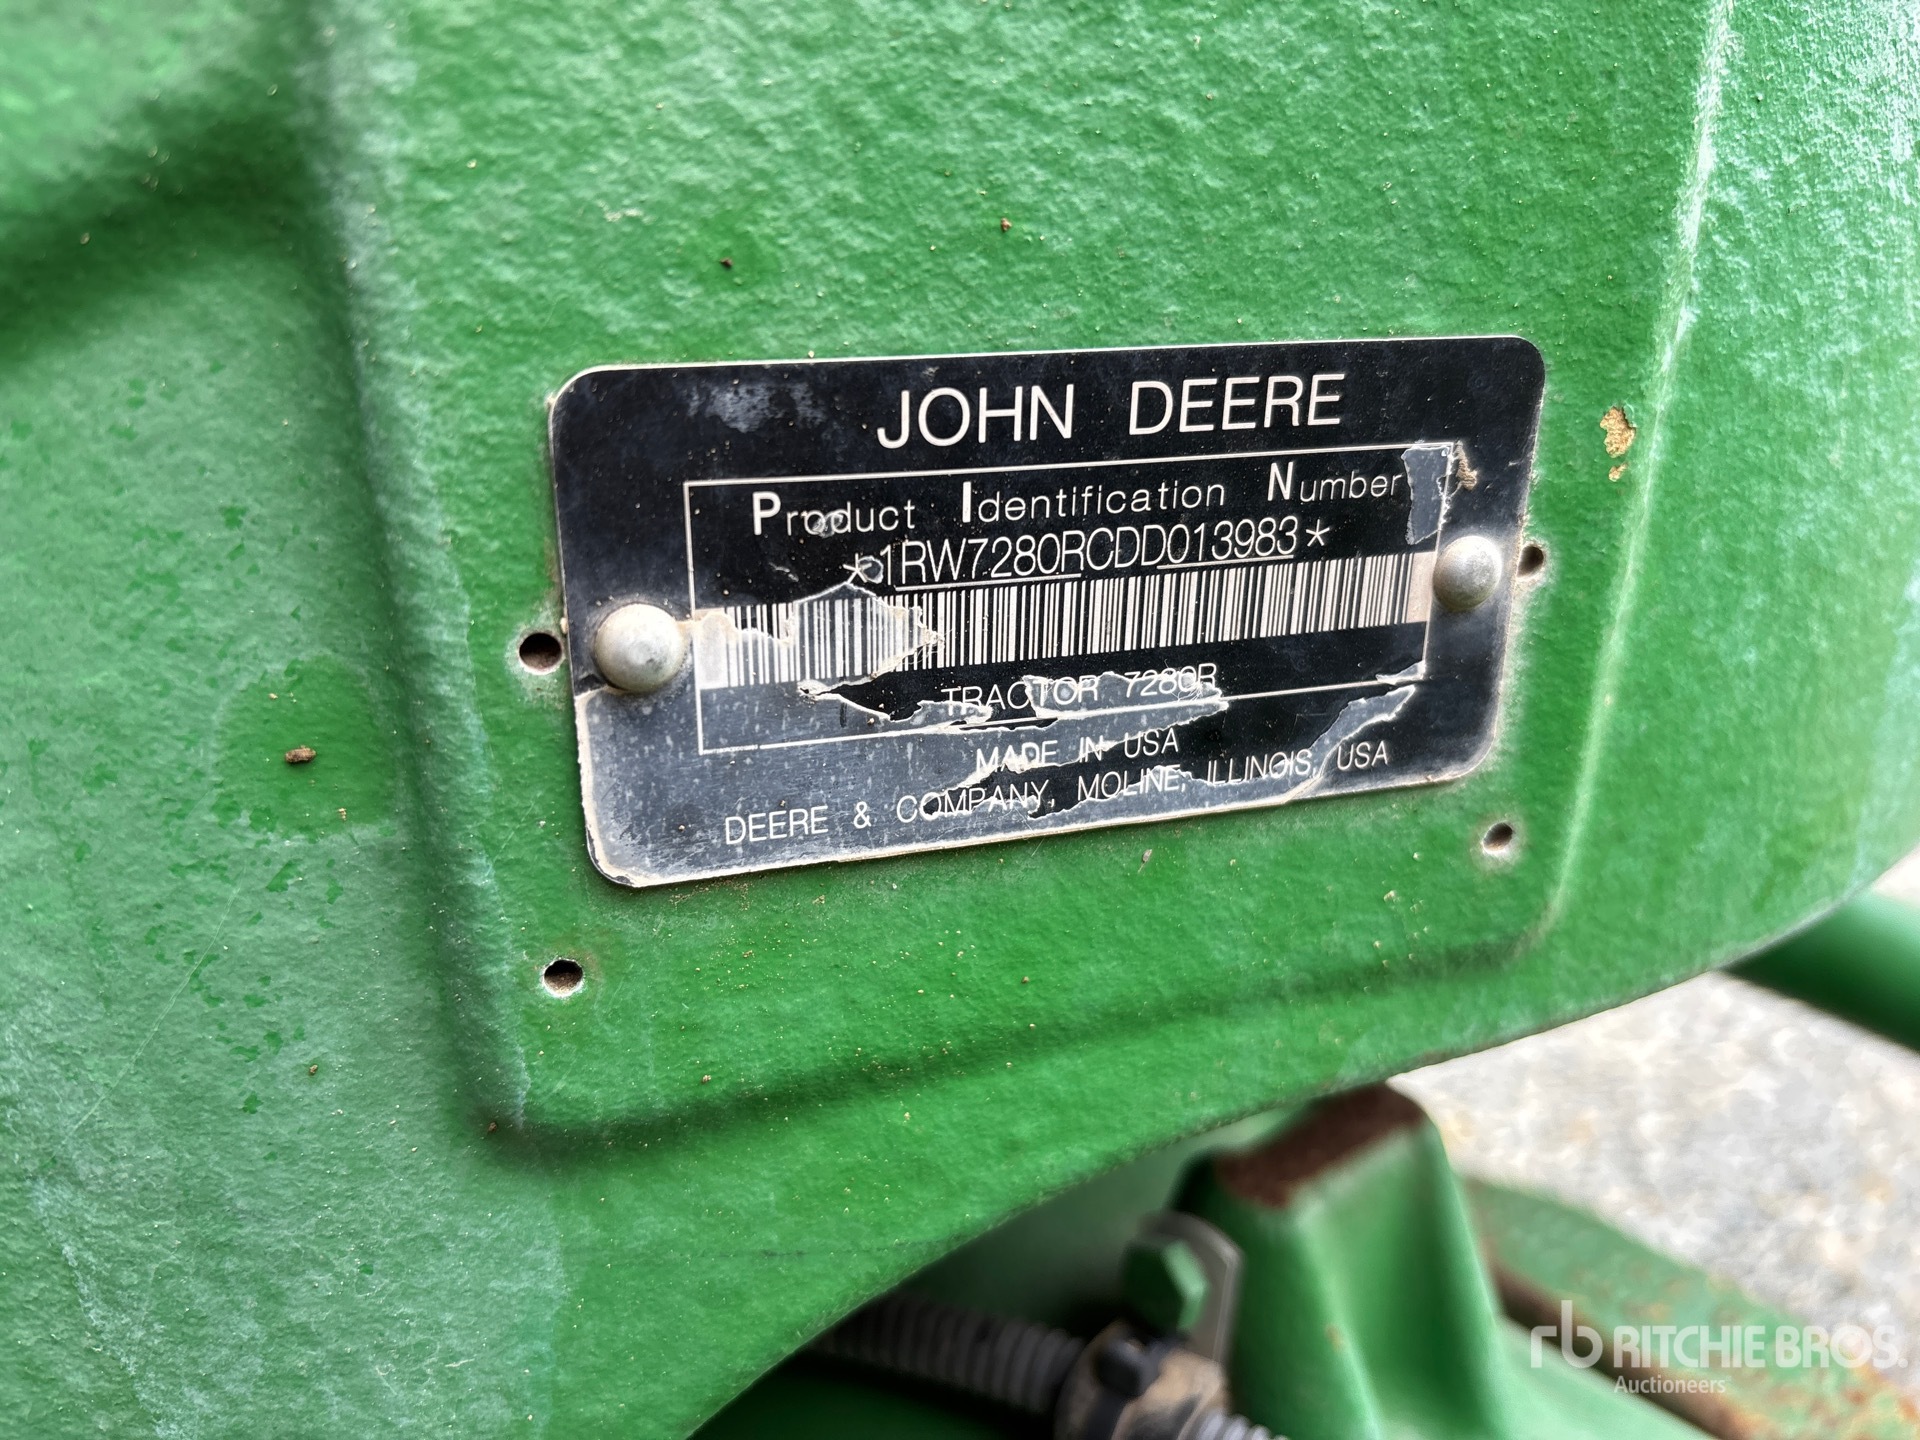 JOHN DEERE
Product Identification Number
*1RW7280RCDD013983*
TRACTOR 7280R
MADE IN USA
DEERE & COMPANY, MOLINE, ILLINOIS, USA
rb RITCHIE BROS.
Auctioneers